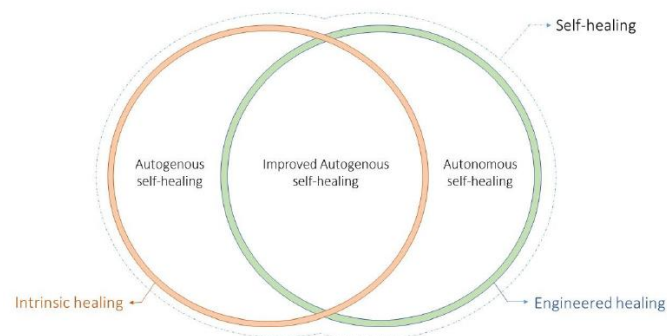 Self-healing
Autogenous
self-healing
Improved Autogenous
self-healing
Autonomous
self-healing
Intrinsic healing
Engineered healing